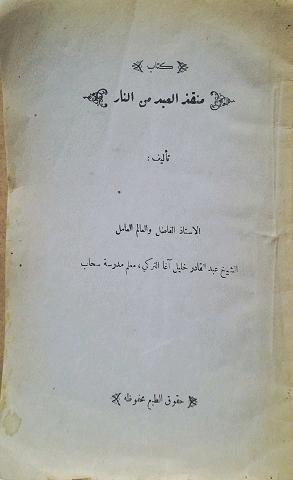 كتاب
منقذ العبد من النار
تأليف :
الاستاذ الفاضل والعالم العامل
الشيخ عبد القادر خليل آغا التركي، معلم مدرسة سحاب
حقوق الطبع محفوظه